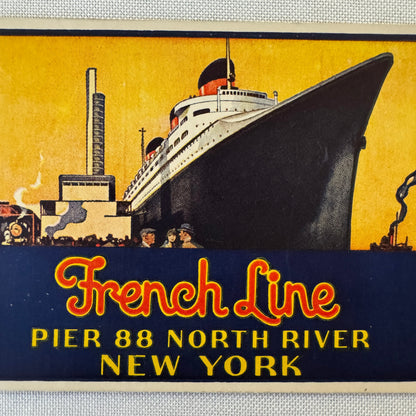 French Line
PIER 88 NORTH RIVER
NEW YORK